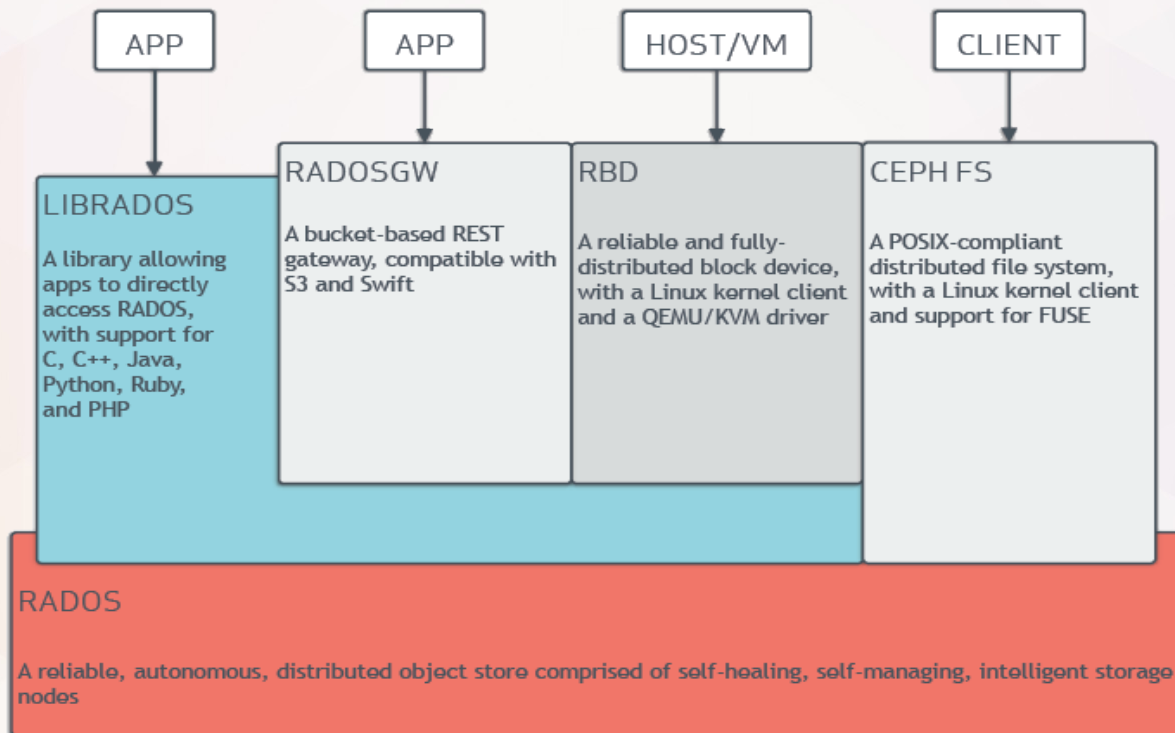 APP
APP
HOST/VM
CLIENT
LIBRADOS
A library allowing
apps to directly
access RADOS,
with support for
C, C++, Java,
Python, Ruby,
and PHP
RADOSGW
A bucket-based REST
gateway, compatible with
S3 and Swift
RBD
A reliable and fully-
distributed block device,
with a Linux kernel client
and a QEMU/KVM driver
CEPH FS
A POSIX-compliant
distributed file system,
with a Linux kernel client
and support for FUSE
RADOS
A reliable, autonomous, distributed object store comprised of self-healing, self-managing, intelligent storage
nodes